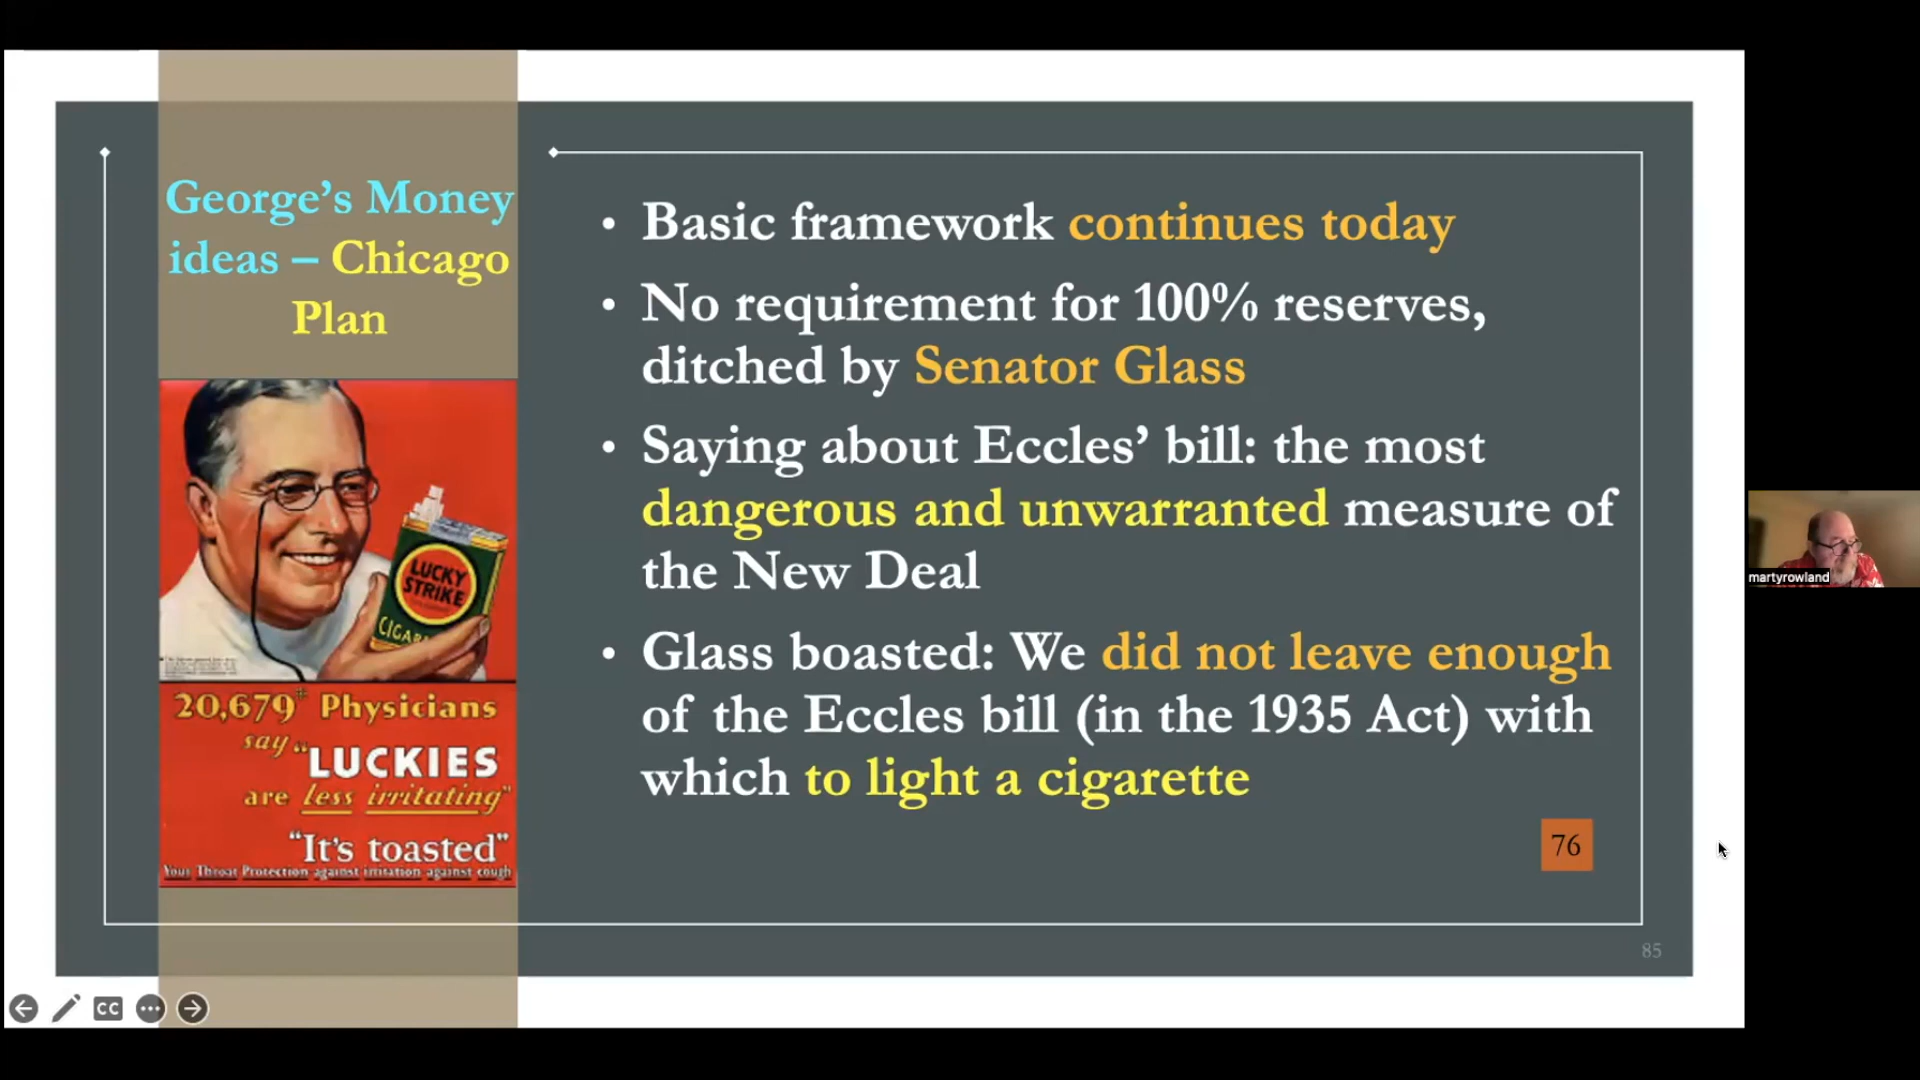 George's Money
ideas – Chicago
Plan
LUCKY
STRIKE
CIGAR
20,679* Physicians
say "LUCKIES
are less irritating"
"It's toasted"
Your Throat Protection against irritation against cough
• Basic framework continues today
• No requirement for 100% reserves,
ditched by Senator Glass
• Saying about Eccles' bill: the most
dangerous and unwarranted measure of
the New Deal
• Glass boasted: We did not leave enough
of the Eccles bill (in the 1935 Act) with
which to light a cigarette
76
85
CC
martyrowland